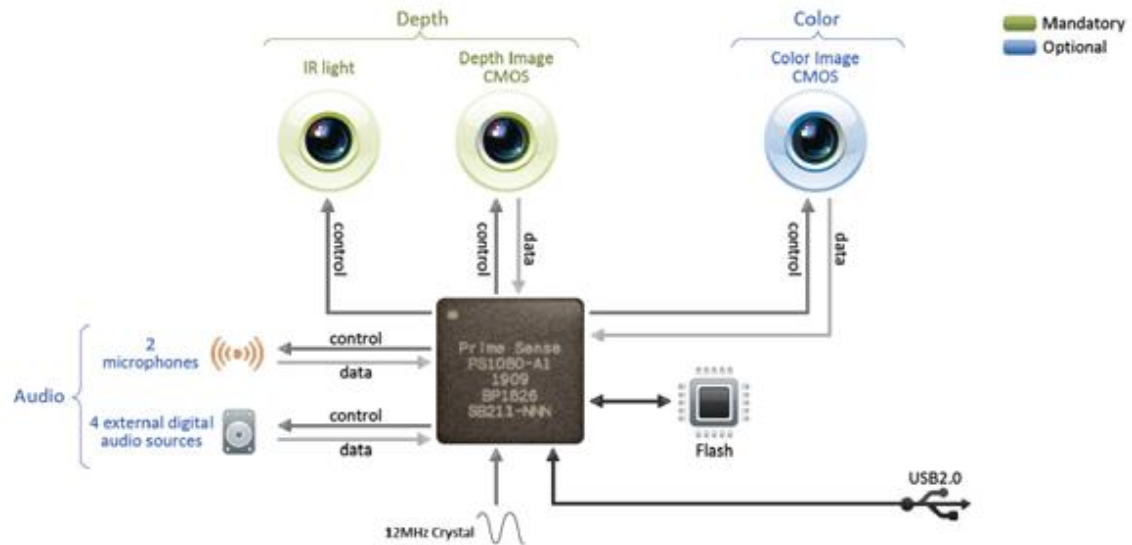 Depth
Color
Mandatory
Optional
IR light
Depth Image
CMOS
Color Image
CMOS
control
control
data
control
data
Audio
2
microphones
control
data
Prime Sense
PS1080-A1
1909
BP1826
SB211-NNN
4 external digital
audio sources
control
data
Flash
USB2.0
12MHz Crystal